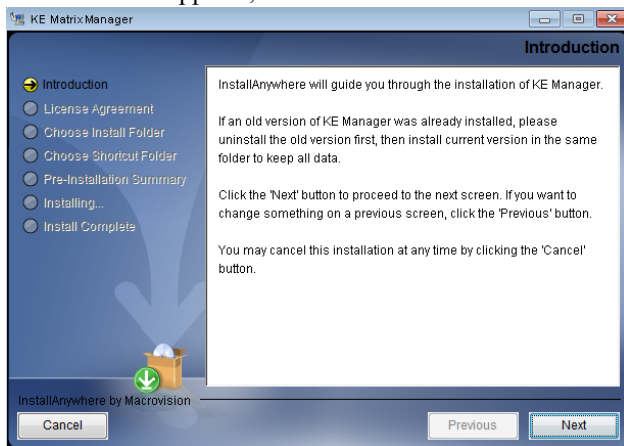 KE MatrixManager
Introduction
Introduction
License Agreement
Choose Install Folder
Choose Shortcut Folder
Pre-Installation Summary
Installing...
Install Complete
InstallAnywhere will guide you through the installation of KE Manager.
If an old version of KE Manager was already installed, please
uninstall the old version first, then install current version in the same
folder to keep all data.
Click the 'Next' button to proceed to the next screen. If you want to
change something on a previous screen, click the 'Previous' button.
You may cancel this installation at any time by clicking the 'Cancel'
button.
InstallAnywhere by Macrovision
Cancel
Previous
Next